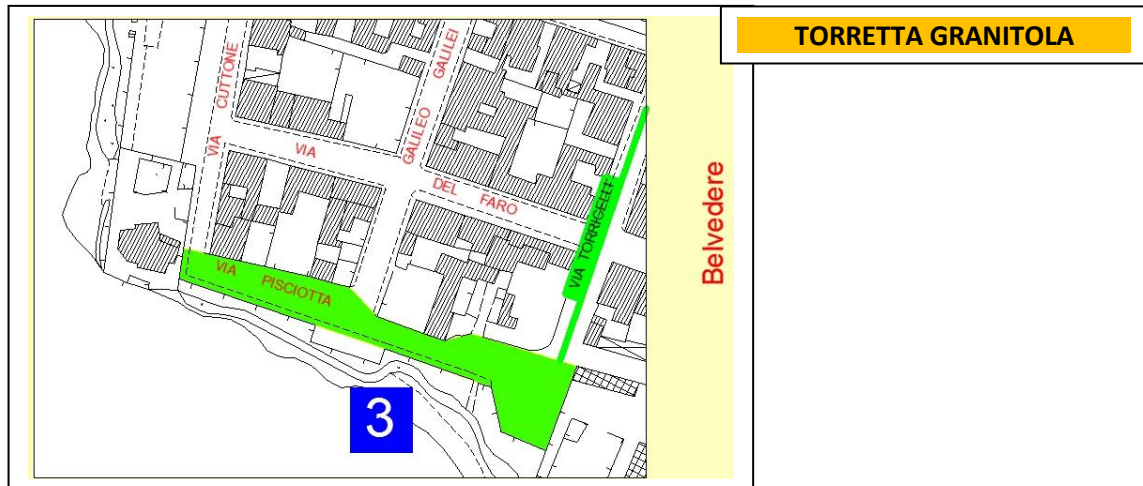 TORRETTA GRANITOLA
VIA CUTTONE
VIA DEL FARO
GALILEO GALILEI
VIA TORRICELLI
VIA PISCIOTTA
Belvedere
3